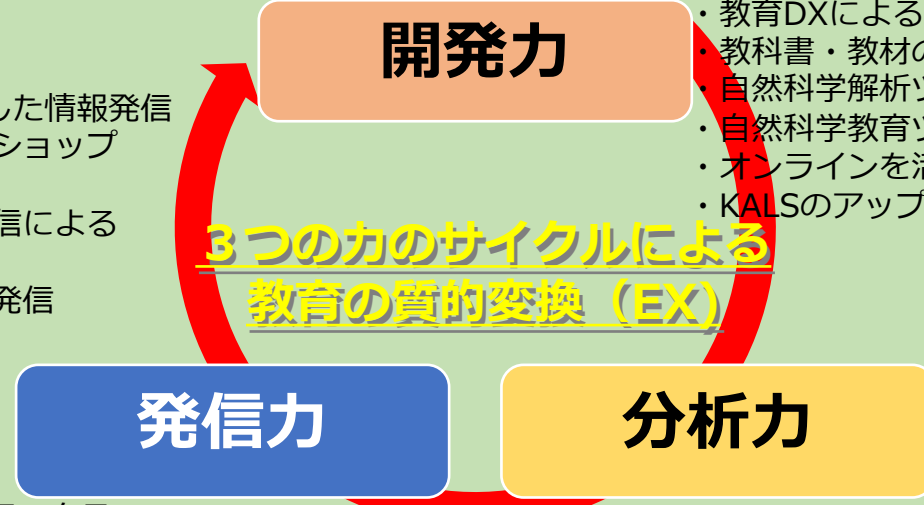 開発力
・教育DXによる
・教科書・教材の
・自然科学解析
・自然科学教育
・オンラインを活
・KALSのアップ
した情報発信
ショップ
信による
発信
3つの力のサイクルによる
教育の質的変換（EX)
発信力
分析力